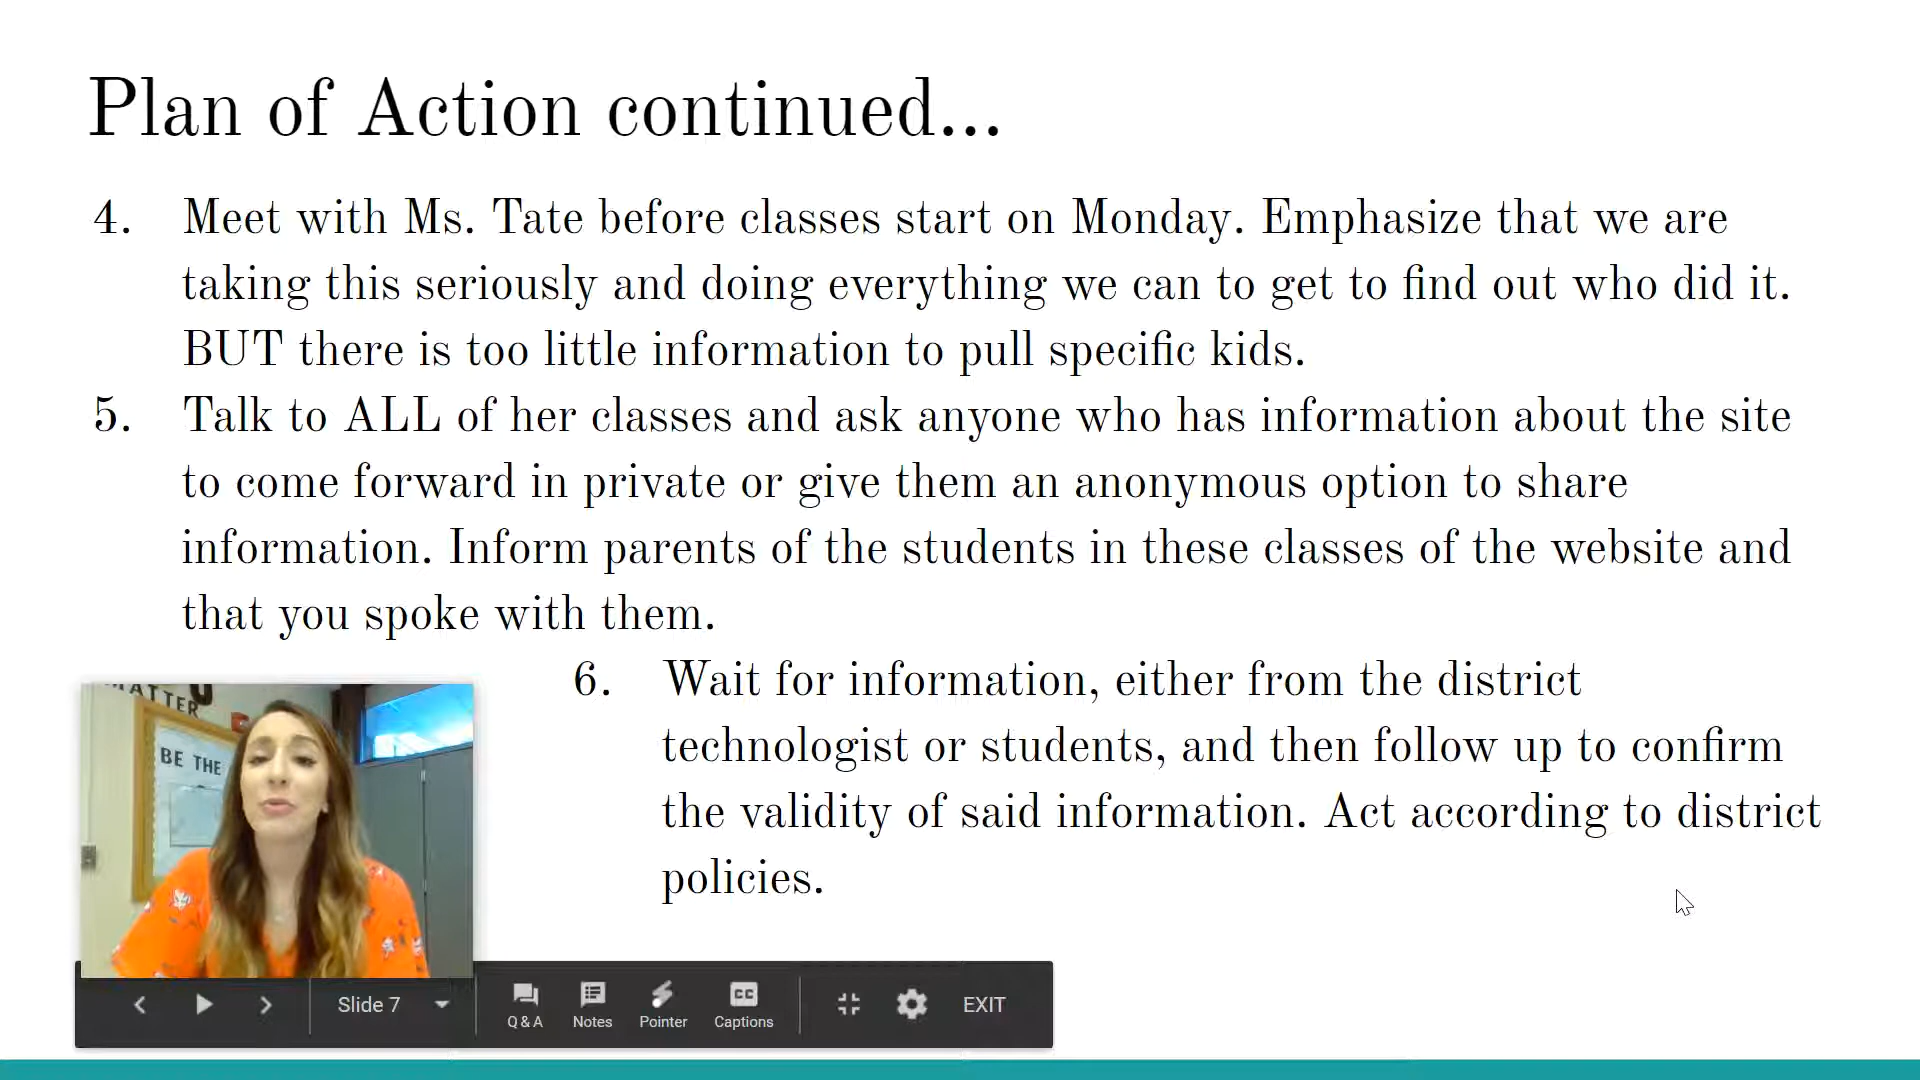 Plan of Action continued...
4. Meet with Ms. Tate before classes start on Monday. Emphasize that we are
taking this seriously and doing everything we can to get to find out who did it.
BUT there is too little information to pull specific kids.
5. Talk to ALL of her classes and ask anyone who has information about the site
to come forward in private or give them an anonymous option to share
information. Inform parents of the students in these classes of the website and
that you spoke with them.
6. Wait for information, either from the district
technologist or students, and then follow up to confirm
the validity of said information. Act according to district
policies.
MATTER
BE THE
Slide 7
Q & A
Notes
Pointer
CC
Captions
EXIT